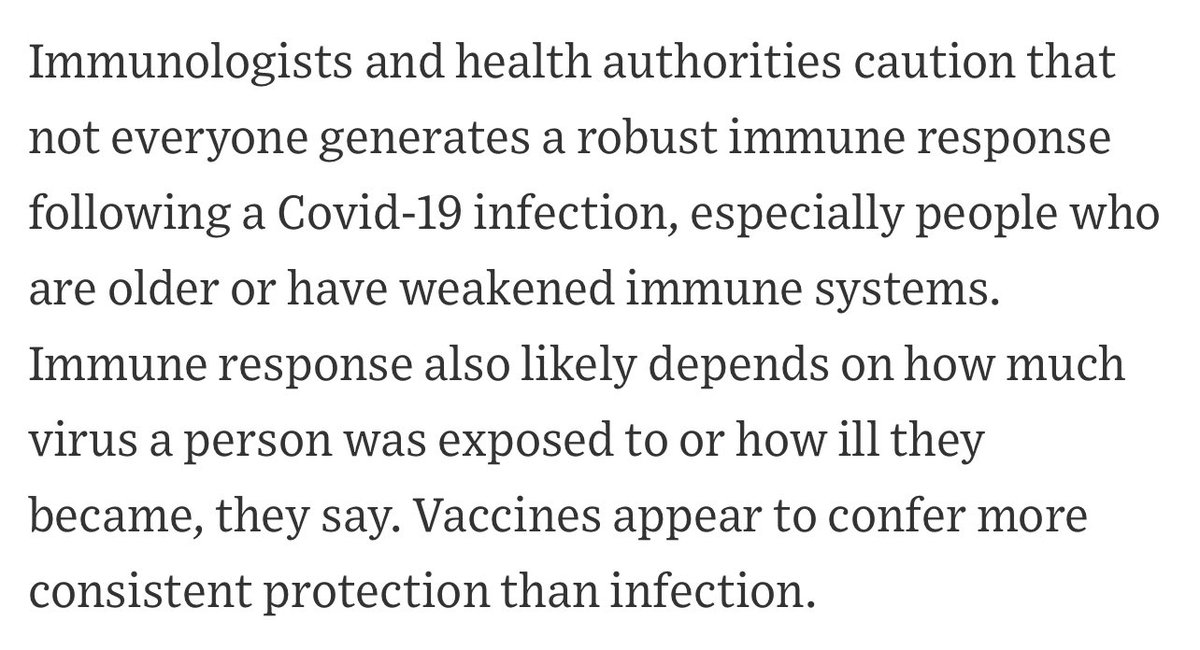 Immunologists and health authorities caution that
not everyone generates a robust immune response
following a Covid-19 infection, especially people who
are older or have weakened immune systems.
Immune response also likely depends on how much
virus a person was exposed to or how ill they
became, they say. Vaccines appear to confer more
consistent protection than infection.